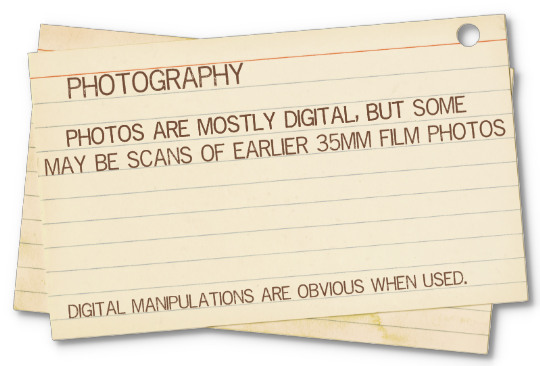 PHOTOGRAPHY
PHOTOS ARE MOSTLY DIGITAL, BUT SOME
MAY BE SCANS OF EARLIER 35MM FILM PHOTOS
DIGITAL MANIPULATIONS ARE OBVIOUS WHEN USED.